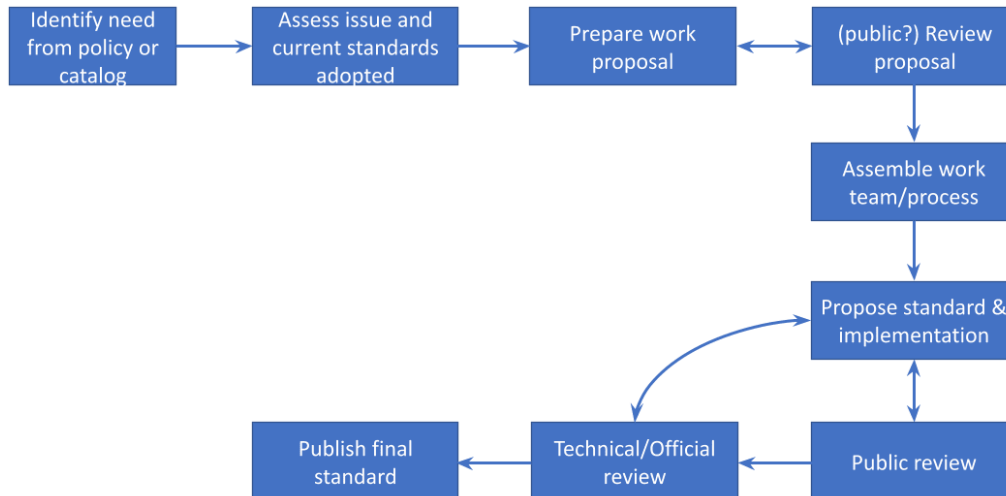 Identify need
from policy or
catalog
Assess issue and
current standards
adopted
Prepare work
proposal
(public?) Review
proposal
Assemble work
team/process
Propose standard &
implementation
Publish final
standard
Technical/Official
review
Public review